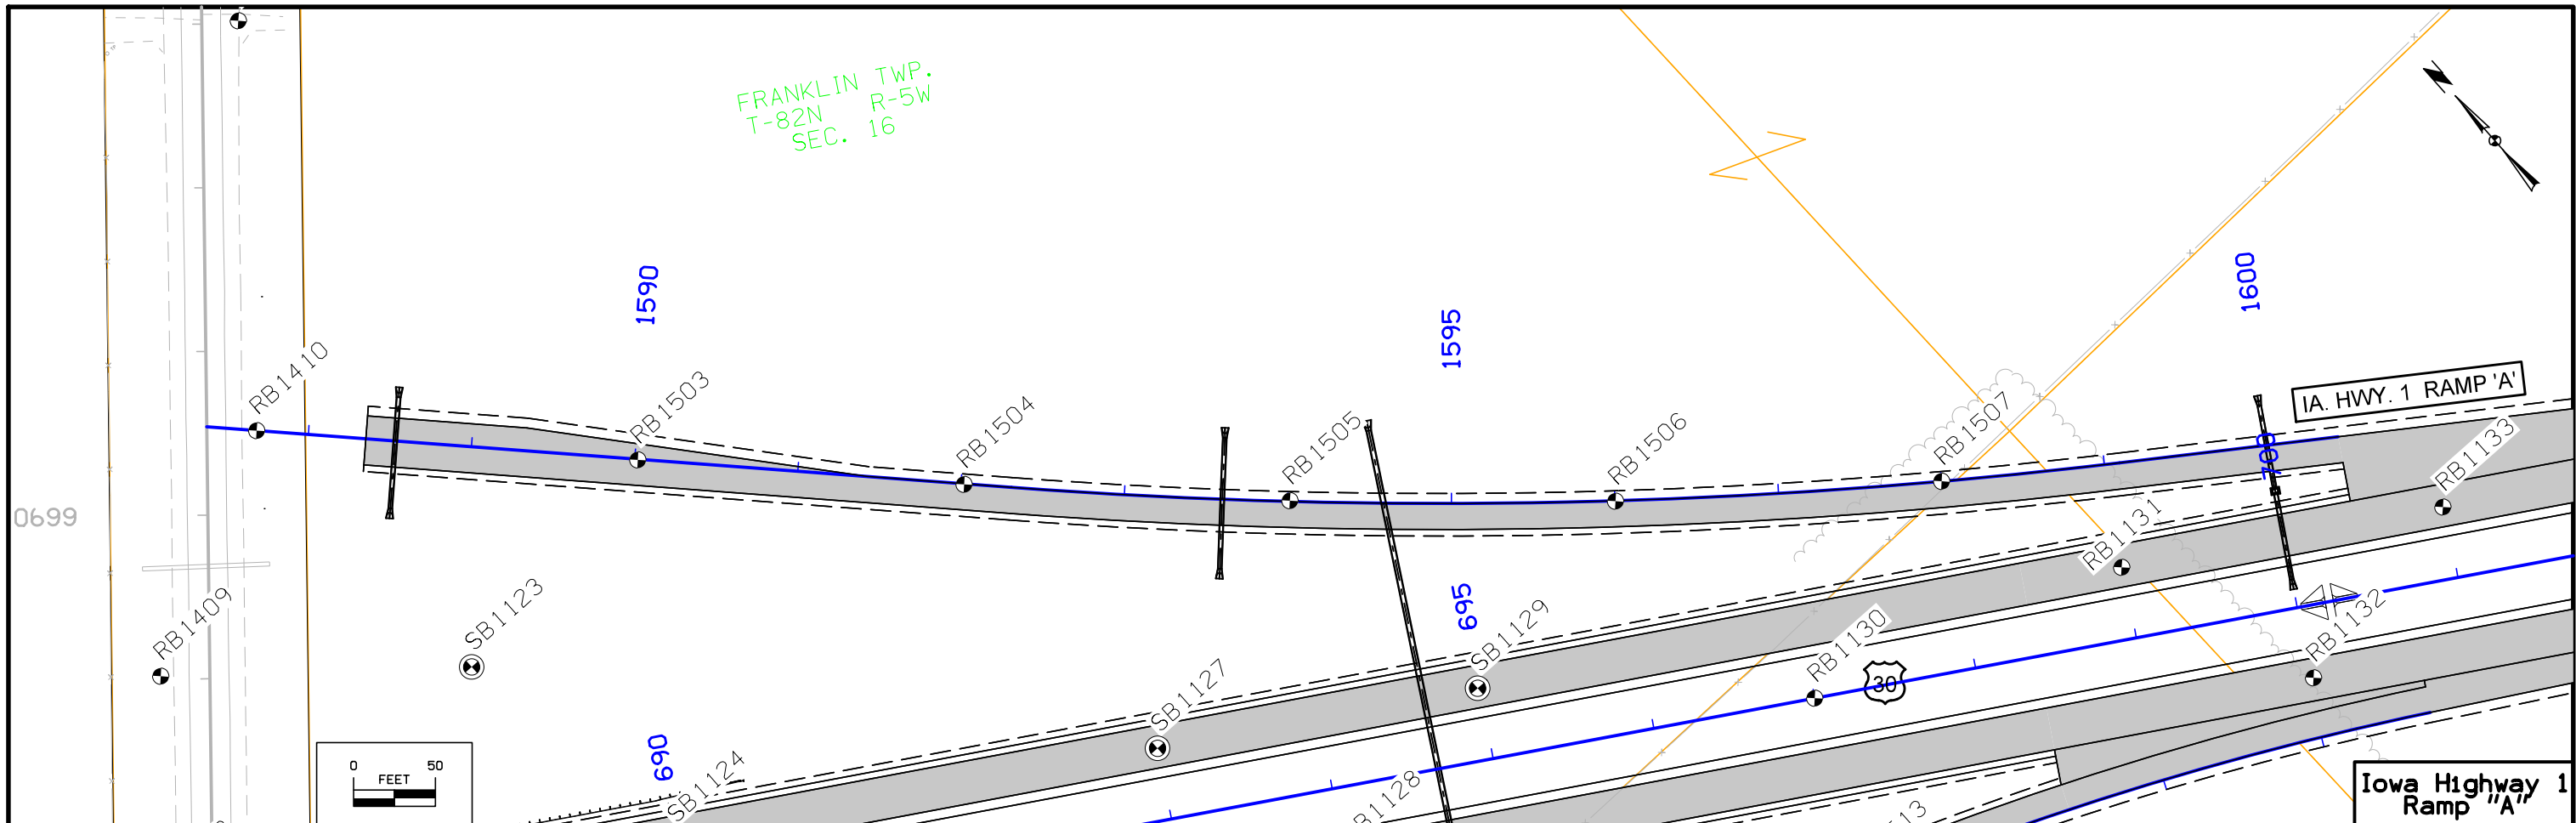 FRANKLIN TWP.
T-82N R-5W
SEC. 16
1590
1595
1600
IA. HWY. 1 RAMP 'A'
RB1410
RB1503
RB1504
RB1505
RB1506
RB1507
700
RB1133
0699
RB1131
RB1409
SB1123
695
SB1129
RB1130
RB1132
30
SB1127
690
SB1124
B1128
13
0 50
FEET
Iowa Highway 1
Ramp "A"